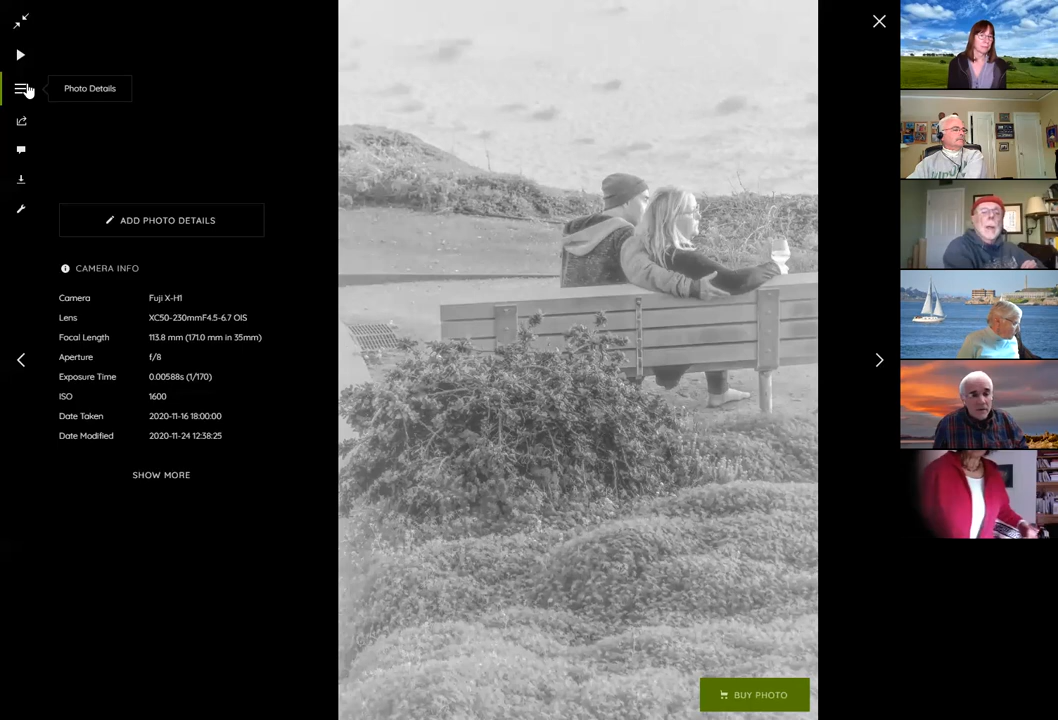 Photo Details
ADD PHOTO DETAILS
CAMERA INFO
Camera Fuji X-H1
Lens XC50-230mmF4.5-6.7 OIS
Focal Length 113.8 mm (171.0 mm in 35mm)
Aperture f/8
Exposure Time 0.00588s (1/170)
ISO 1600
Date Taken 2020-11-16 18:00:00
Date Modified 2020-11-24 12:38:25
SHOW MORE
BUY PHOTO